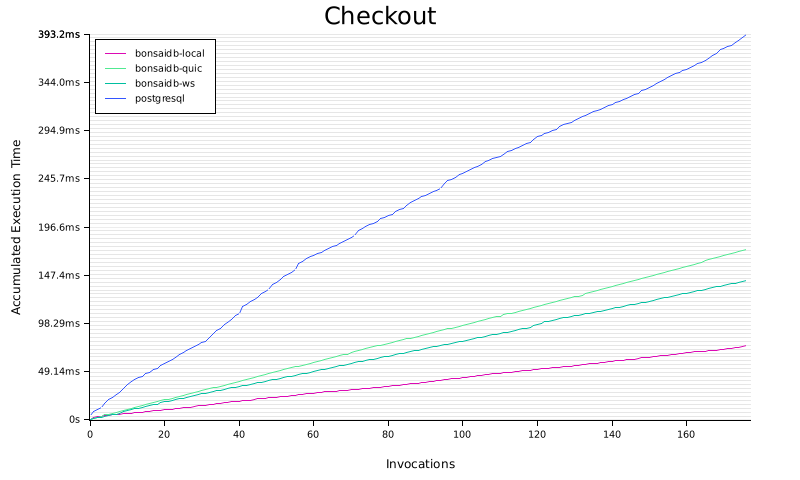 Checkout
393.2ms
344.0ms
294.9ms
245.7ms
196.6ms
147.4ms
98.29ms
49.14ms
0s
bonsaidb-local
bonsaidb-quic
bonsaidb-ws
postgresql
Accumulated Execution Time
0 20 40 60 80 100 120 140 160
Invocations